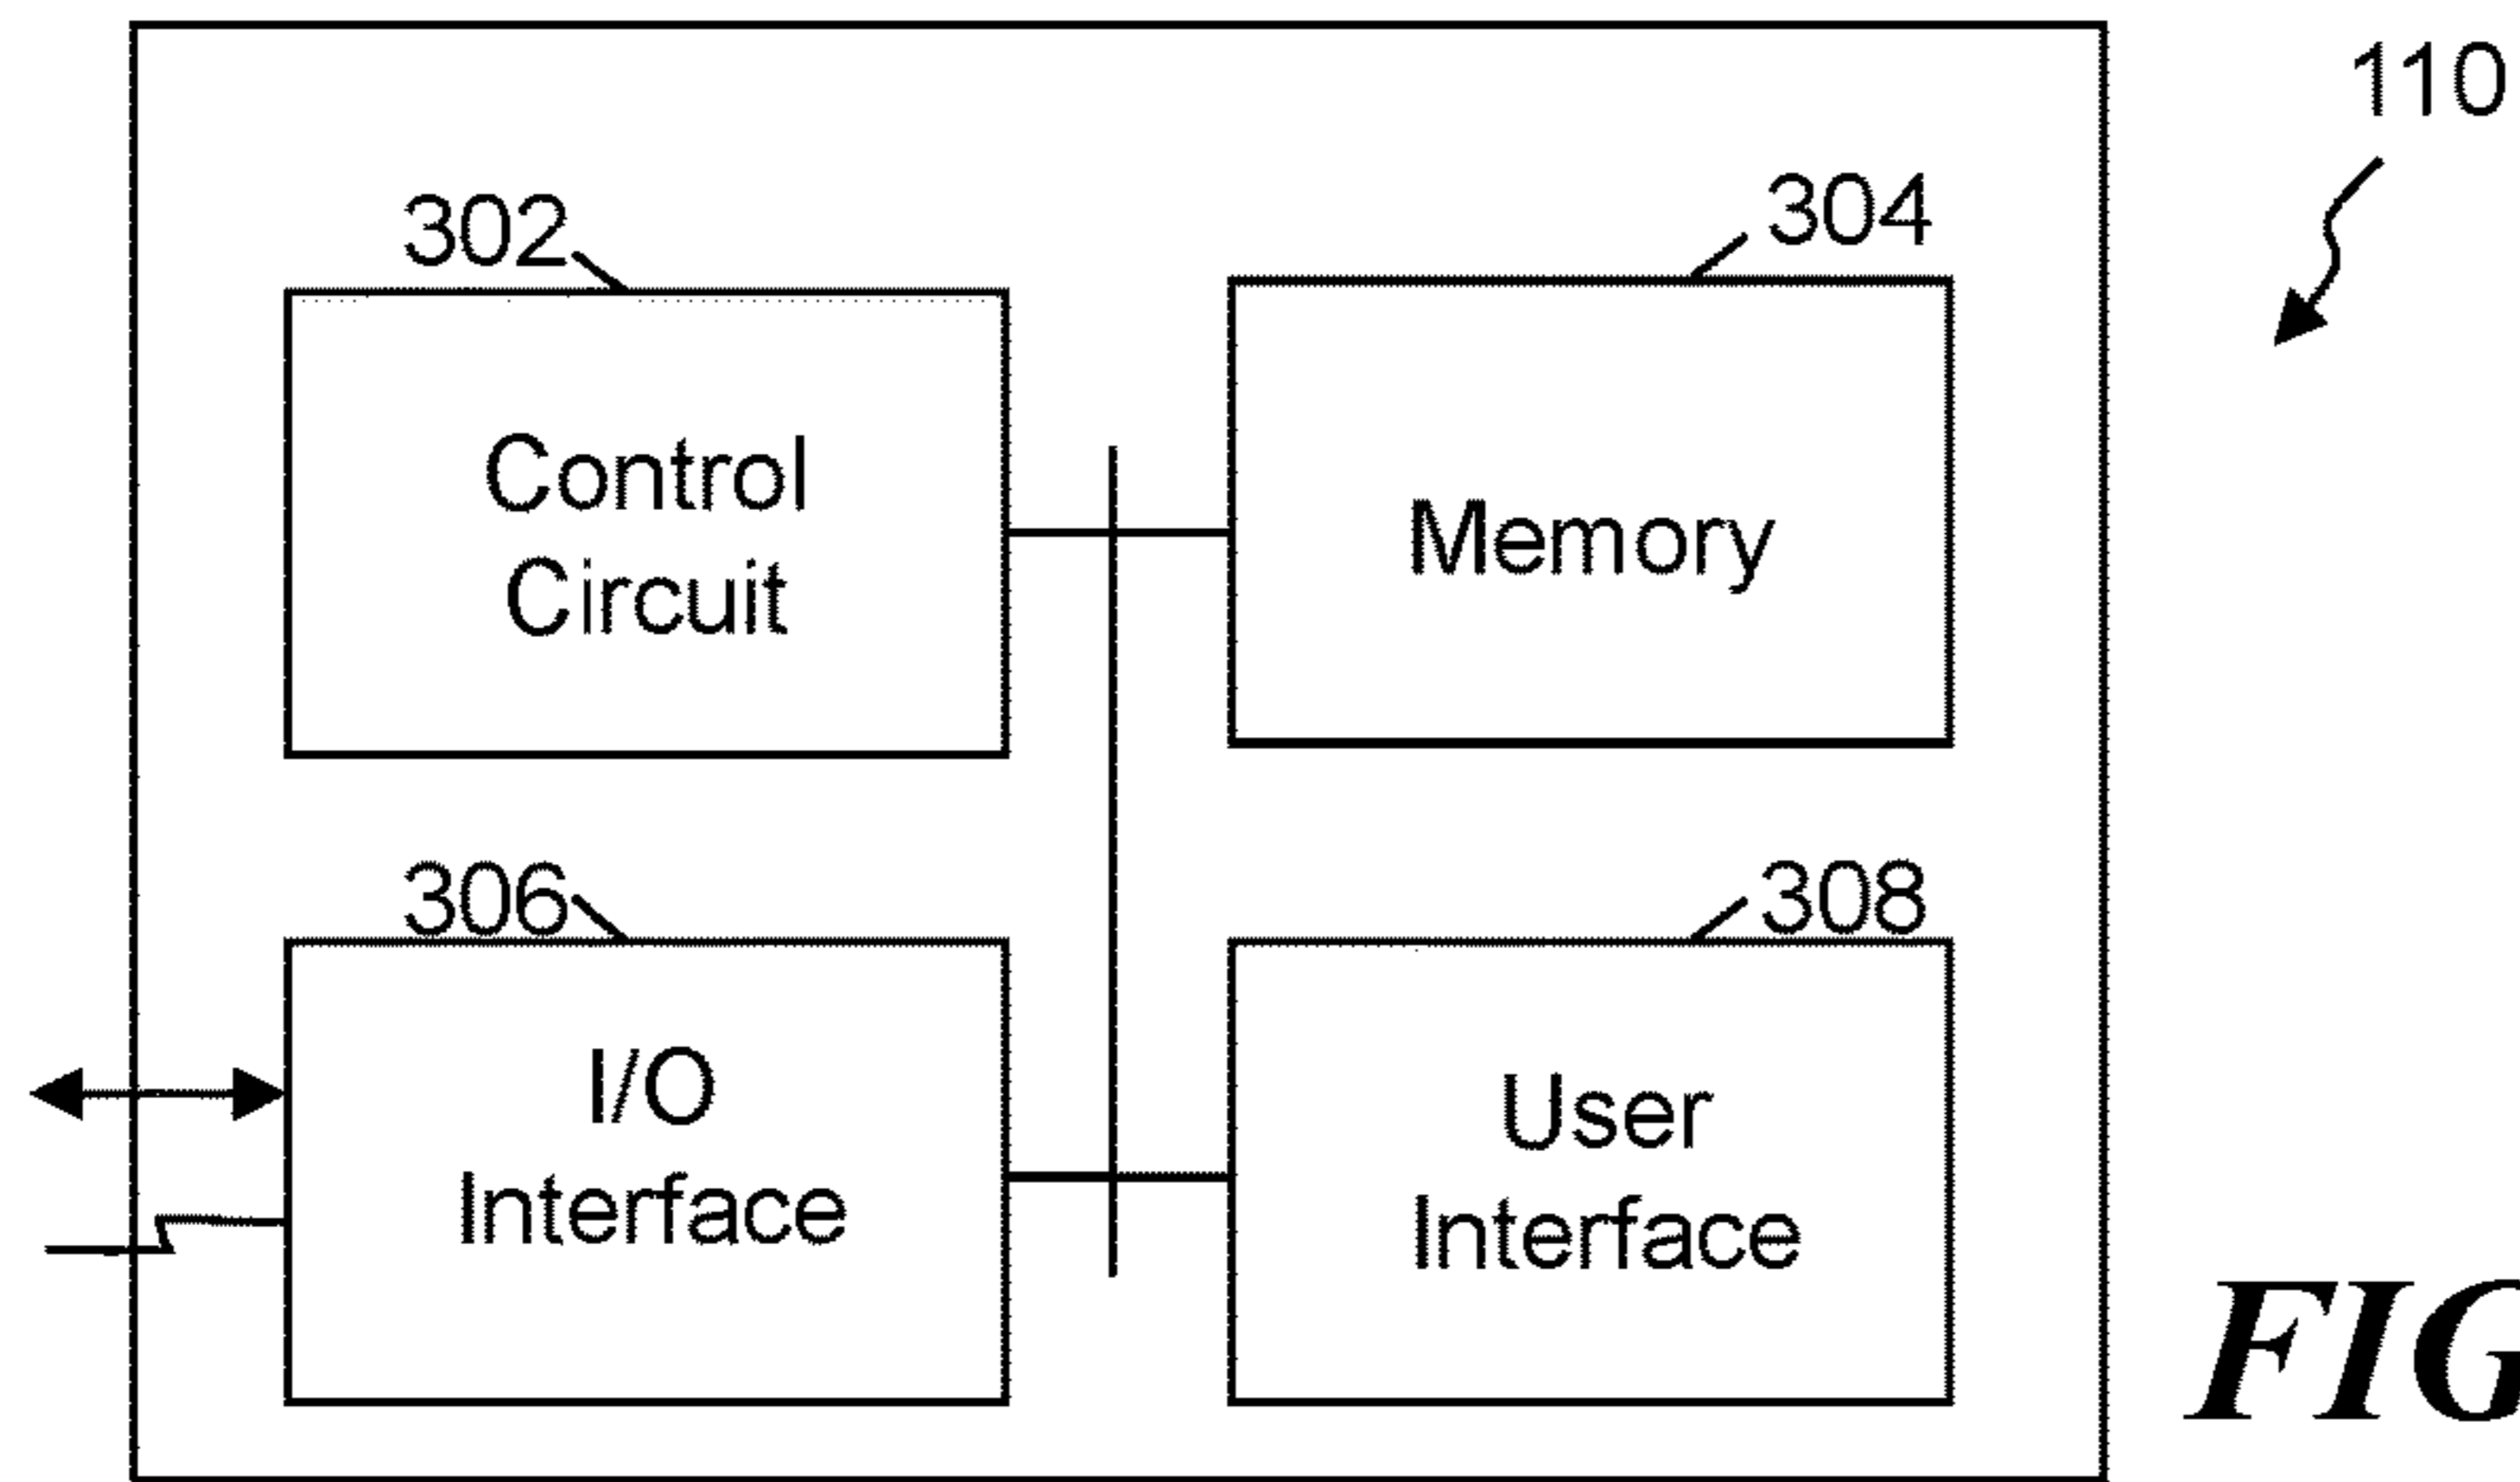 110
302
304
Control
Circuit
Memory
306
308
I/O
Interface
User
Interface
FIG